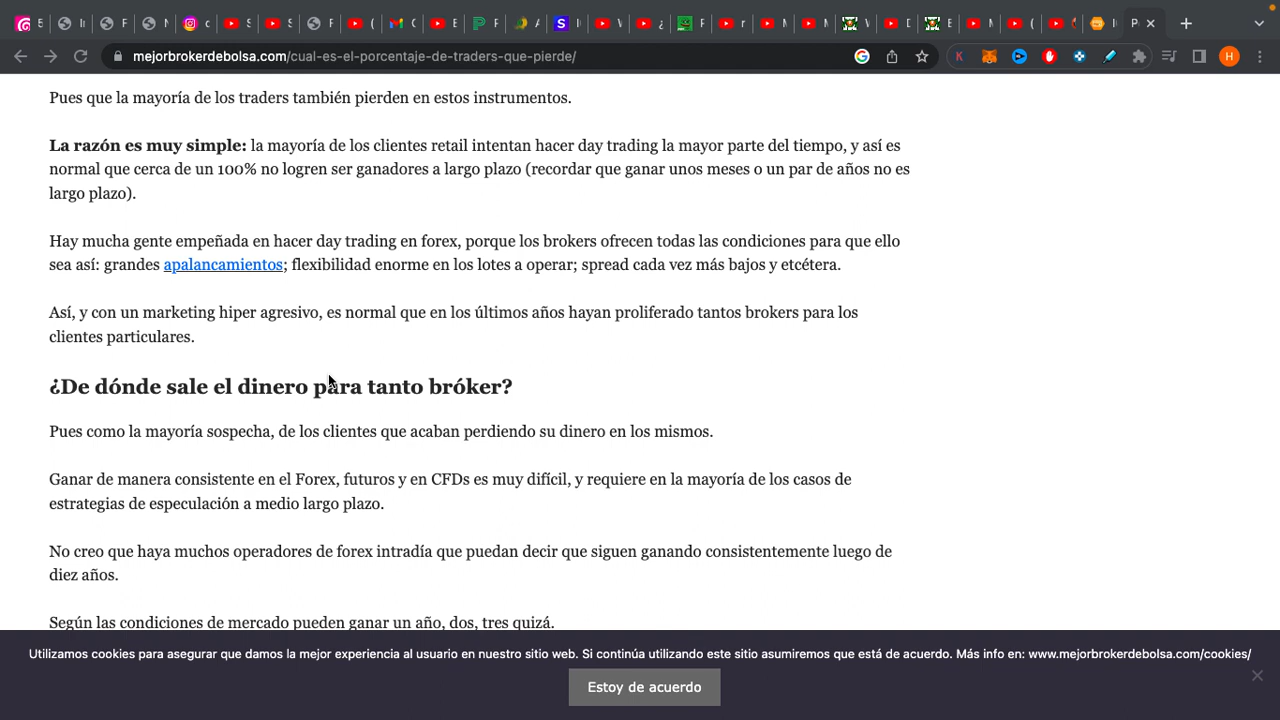 mejorbrokerdebolsa.com/cual-es-el-porcentaje-de-traders-que-pierde/
Pues que la mayoría de los traders también pierden en estos instrumentos.
La razón es muy simple: la mayoría de los clientes retail intentan hacer day trading la mayor parte del tiempo, y así es
normal que cerca de un 100% no logren ser ganadores a largo plazo (recordar que ganar unos meses o un par de años no es
largo plazo).
Hay mucha gente empeñada en hacer day trading en forex, porque los brokers ofrecen todas las condiciones para que ello
sea así: grandes apalancamientos; flexibilidad enorme en los lotes a operar; spread cada vez más bajos y etcétera.
Así, y con un marketing hiper agresivo, es normal que en los últimos años hayan proliferado tantos brokers para los
clientes particulares.
¿De dónde sale el dinero para tanto bróker?
Pues como la mayoría sospecha, de los clientes que acaban perdiendo su dinero en los mismos.
Ganar de manera consistente en el Forex, futuros y en CFDs es muy difícil, y requiere en la mayoría de los casos de
estrategias de especulación a medio largo plazo.
No creo que haya muchos operadores de forex intradía que puedan decir que siguen ganando consistentemente luego de
diez años.
Según las condiciones de mercado pueden ganar un año, dos, tres quizá.
Utilizamos cookies para asegurar que damos la mejor experiencia al usuario en nuestro sitio web. Si continúa utilizando este sitio asumiremos que está de acuerdo. Más info en: www.mejorbrokerdebolsa.com/cookies/
Estoy de acuerdo